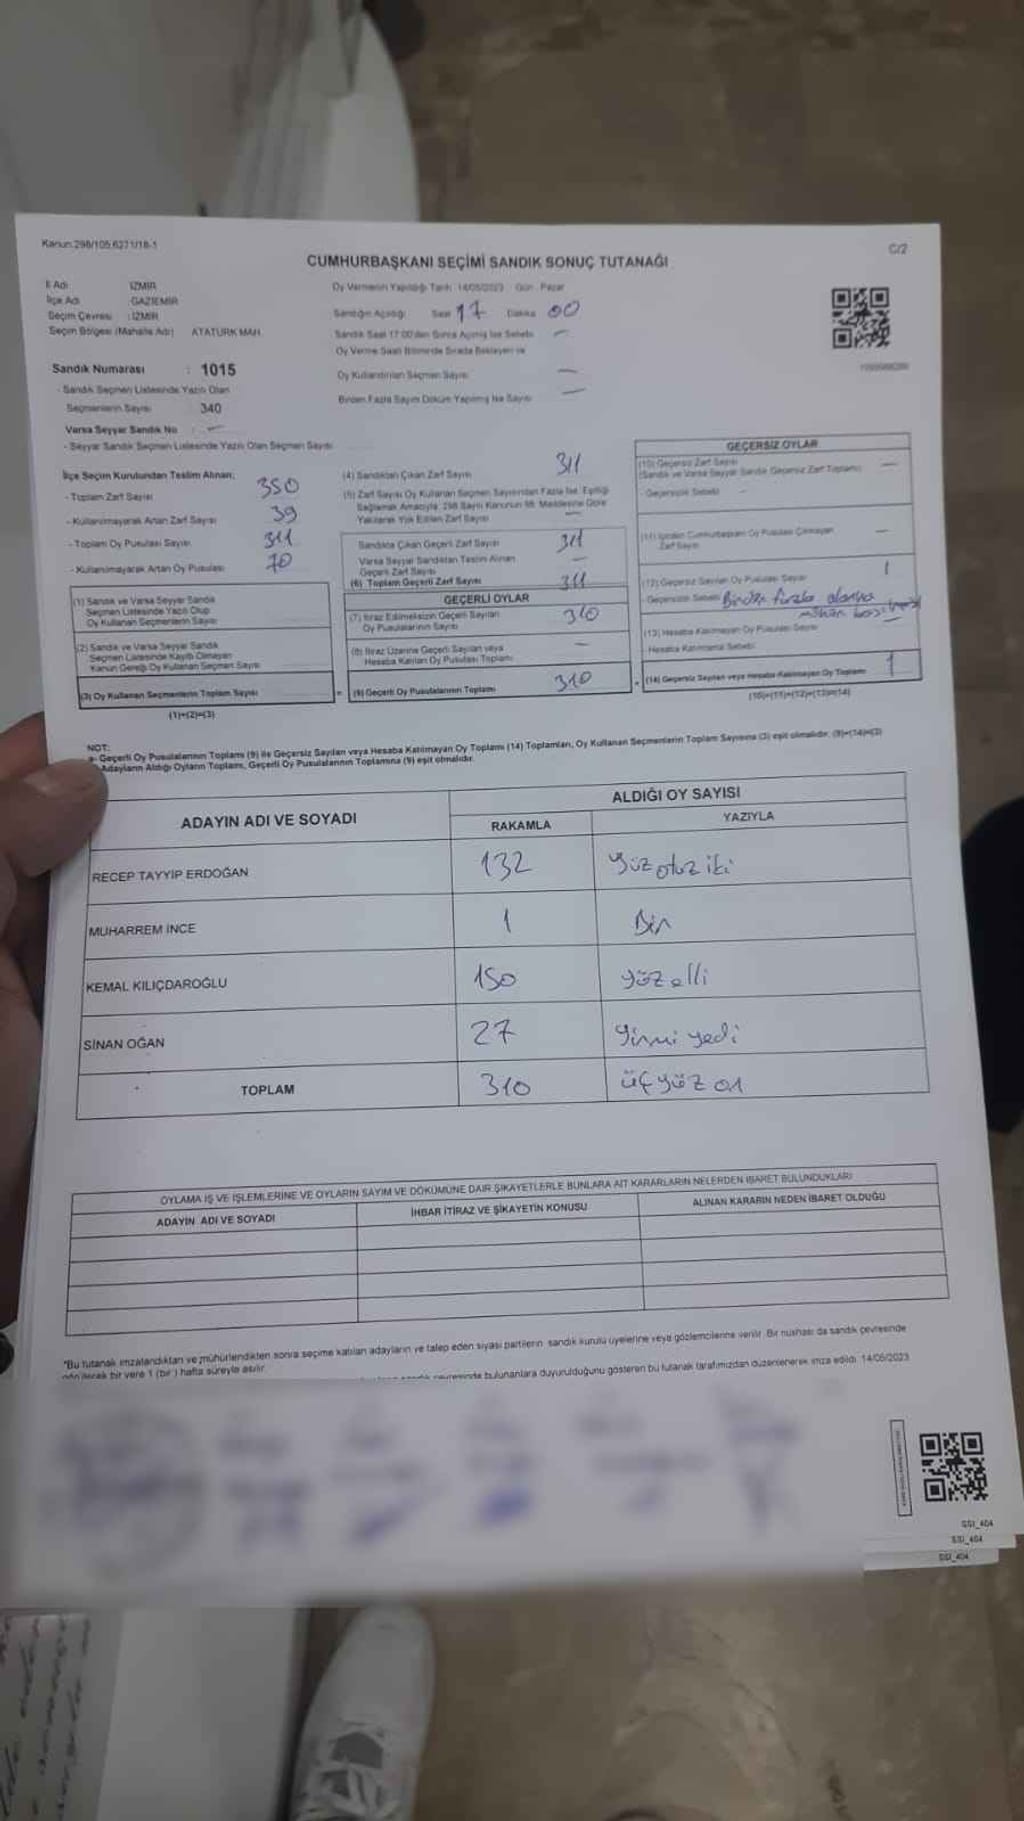 Kanun:298/105,6271/18-1
C/2
CUMHURBAŞKANI SEÇİMİ SANDIK SONUÇ TUTANAĞI
İl Adı İZMİR
İlçe Adı GAZİEMİR
Seçim Çevresi : İZMİR
Seçim Bölgesi (Mahalle Adı) ATATÜRK MAH.
Oy Vermenin Yapıldığı Tarih 14/05/2023 Gün Pazar
Sandığın Açıldığı Saat 17 Dakika 00
Sandık Saat 17:00'den Sonra Açılmış İse Sebebi –
Oy Verme Saati Bitiminde Sırada Bekleyen ve
Oy Kullandırılan Seçmen Sayısı –
Birden Fazla Sayım Döküm Yapılmış İse Sayısı –
Sandık Numarası : 1015
- Sandık Seçmen Listesinde Yazılı Olan
Seçmenlerin Sayısı 340
Varsa Seyyar Sandık No –
- Seyyar Sandık Seçmen Listesinde Yazılı Olan Seçmen Sayısı
İlçe Seçim Kurulundan Teslim Alınan;
- Toplam Zarf Sayısı 350
- Kullanılmayarak Artan Zarf Sayısı 39
- Toplam Oy Pusulası Sayısı 311
- Kullanılmayarak Artan Oy Pusulası 70
(1) Sandık ve Varsa Seyyar Sandık
Seçmen Listesinde Yazılı Olup
Oy Kullanan Seçmenlerin Sayısı
(2) Sandık ve Varsa Seyyar Sandık
Seçmen Listesinde Kayıtlı Olmayan
Kanun Gereği Oy Kullanan Seçmen Sayısı
(3) Oy Kullanan Seçmenlerin Toplam Sayısı
(1)+(2)=(3)
(4) Sandıktan Çıkan Zarf Sayısı 311
(5) Zarf Sayısı Oy Kullanan Seçmen Sayısından Fazla İse, Eşitliği
Sağlamak Amacıyla, 298 Sayılı Kanunun 98. Maddesine Göre
Yakılarak Yok Edilen Zarf Sayısı –
Sandıkta Çıkan Geçerli Zarf Sayısı 311
Varsa Seyyar Sandıktan Teslim Alınan
Geçerli Zarf Sayısı –
(6) Toplam Geçerli Zarf Sayısı 311
GEÇERLİ OYLAR
(7) İtiraz Edilmeksizin Geçerli Sayılan
Oy Pusulalarının Sayısı 310
(8) İtiraz Üzerine Geçerli Sayılan veya
Hesaba Katılan Oy Pusulası Toplamı –
= (9) Geçerli Oy Pusulalarının Toplamı 310
GEÇERSİZ OYLAR
(10) Geçersiz Zarf Sayısı
(Sandık ve Varsa Seyyar Sandık Geçersiz Zarf Toplamı) –
Geçersizlik Sebebi –
(11) İçinden Cumhurbaşkanı Oy Pusulası Çıkmayan
Zarf Sayısı –
(12) Geçersiz Sayılan Oy Pusulası Sayısı 1
Geçersizlik Sebebi Birden fazla alana
mühür basılması
(13) Hesaba Katılmayan Oy Pusulası Sayısı –
Hesaba Katılmama Sebebi
+ (14) Geçersiz Sayılan veya Hesaba Katılmayan Oy Toplamı 1
(10)+(11)+(12)+(13)=(14)
NOT:
a- Geçerli Oy Pusulalarının Toplamı (9) ile Geçersiz Sayılan veya Hesaba Katılmayan Oy Toplamı (14) Toplamları, Oy Kullanan Seçmenlerin Toplam Sayısına (3) eşit olmalıdır. (9)+(14)=(3)
Adayların Aldığı Oyların Toplamı, Geçerli Oy Pusulalarının Toplamına (9) eşit olmalıdır.
ADAYIN ADI VE SOYADI ALDIĞI OY SAYISI
RAKAMLA YAZIYLA
RECEP TAYYİP ERDOĞAN 132 Yüz otuz iki
MUHARREM İNCE 1 Bir
KEMAL KILIÇDAROĞLU 150 yüz elli
SİNAN OĞAN 27 Yirmi yedi
TOPLAM 310 üç yüz on
OYLAMA İŞ VE İŞLEMLERİNE VE OYLARIN SAYIM VE DÖKÜMÜNE DAİR ŞİKAYETLERLE BUNLARA AİT KARARLARIN NELERDEN İBARET BULUNDUKLARI
ADAYIN ADI VE SOYADI İHBAR İTİRAZ VE ŞİKAYETİN KONUSU ALINAN KARARIN NEDEN İBARET OLDUĞU
"Bu tutanak imzalandıktan ve mühürlendikten sonra seçime katılan adayların ve talep eden siyasi partilerin sandık kurulu üyelerine veya gözlemcilerine verilir. Bir nüshası da sandık çevresinde
görülecek bir yere 1 (bir) hafta süreyle asılır.
bulunanlara duyurulduğunu gösteren bu tutanak tarafımızdan düzenlenerek imza edildi. 14/05/2023
SSI_404
SSI_404
SSI_404